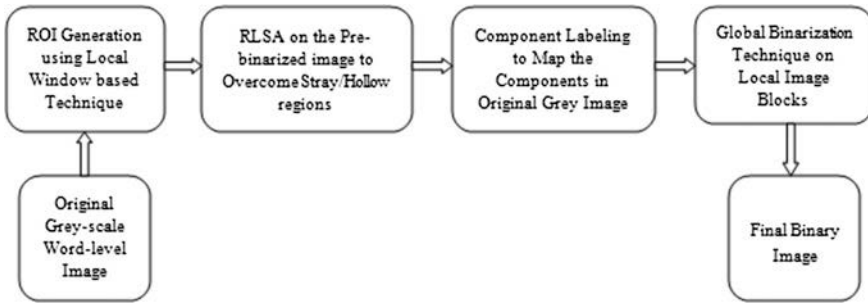 ROI Generation
using Local
Window based
Technique
RLSA on the Pre-
binarized image to
Overcome Stray/Hollow
regions
Component Labeling
to Map the
Components in
Original Grey Image
Global Binarization
Technique on
Local Image
Blocks
Original
Grey-scale
Word-level
Image
Final Binary
Image